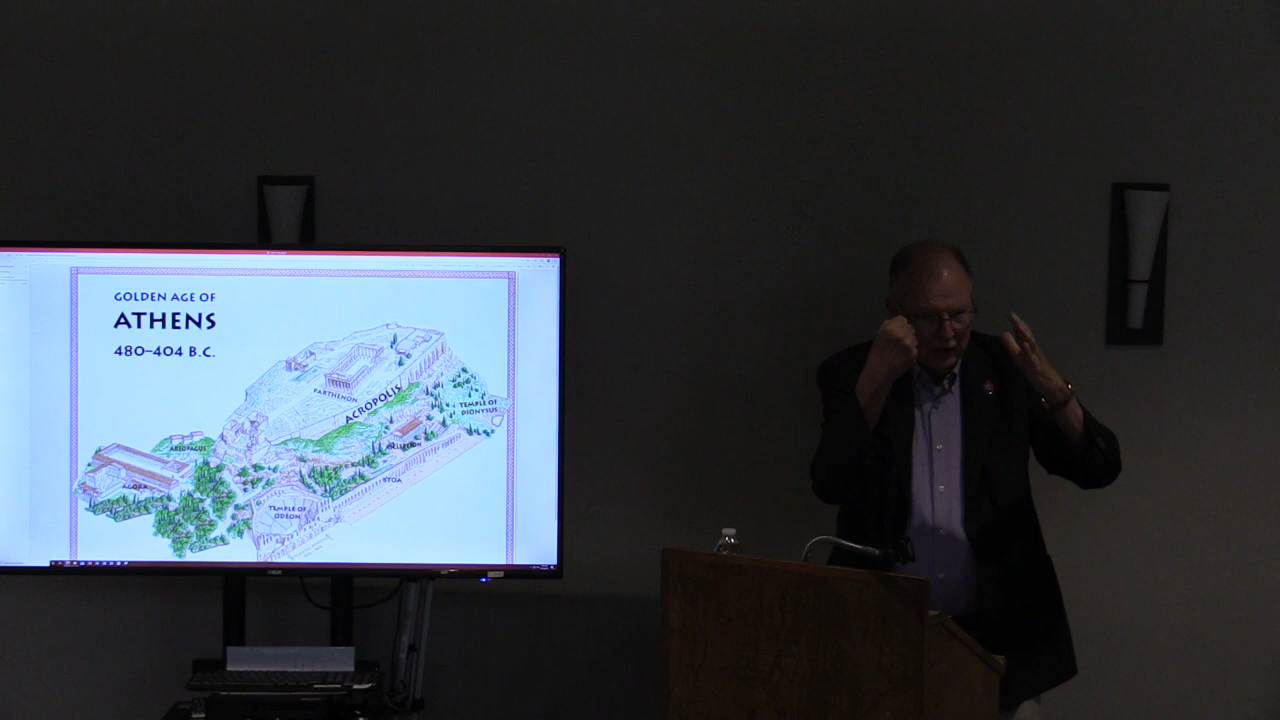 GOLDEN AGE OF
ATHENS
480–404 B.C.
PARTHENON
ACROPOLIS
TEMPLE OF
DIONYSUS
AREOPAGUS
STOA
AGORA
TEMPLE OF
ODEON